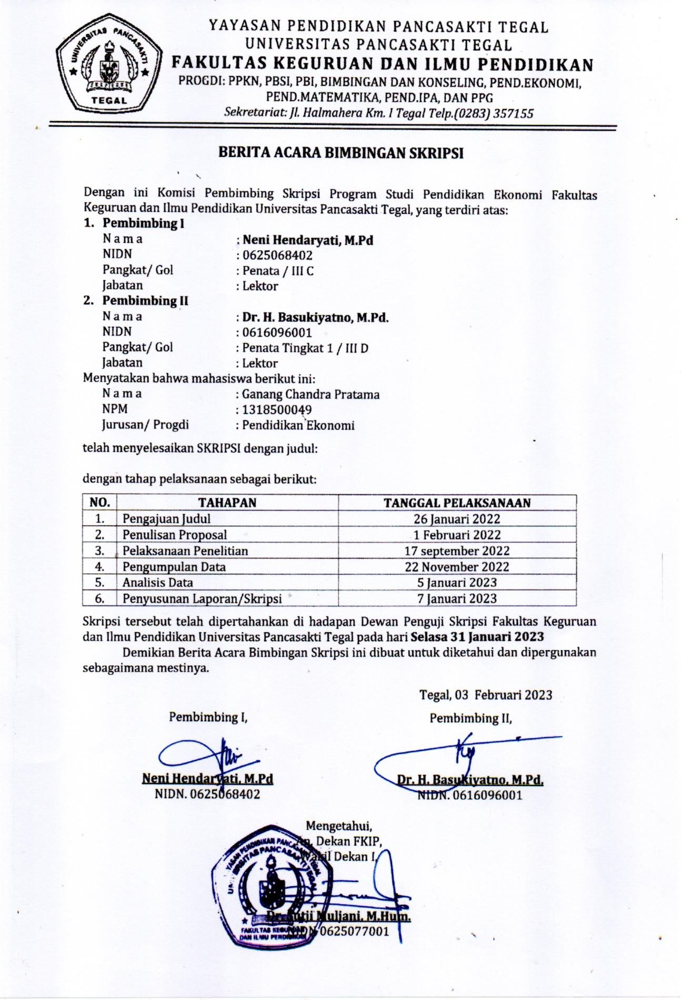 UNIVERSITAS PANCASAKTI
TEGAL
YAYASAN PENDIDIKAN PANCASAKTI TEGAL
UNIVERSITAS PANCASAKTI TEGAL
FAKULTAS KEGURUAN DAN ILMU PENDIDIKAN
PROGDI: PPKN, PBSI, PBI, BIMBINGAN DAN KONSELING, PEND.EKONOMI,
PEND.MATEMATIKA, PEND.IPA, DAN PPG
Sekretariat: Jl. Halmahera Km. I Tegal Telp.(0283) 357155
BERITA ACARA BIMBINGAN SKRIPSI
Dengan ini Komisi Pembimbing Skripsi Program Studi Pendidikan Ekonomi Fakultas
Keguruan dan Ilmu Pendidikan Universitas Pancasakti Tegal, yang terdiri atas:
1. Pembimbing I
N a m a : Neni Hendaryati, M.Pd
NIDN : 0625068402
Pangkat/ Gol : Penata / III C
Jabatan : Lektor
2. Pembimbing II
N a m a : Dr. H. Basukiyatno, M.Pd.
NIDN : 0616096001
Pangkat/ Gol : Penata Tingkat 1 / III D
Jabatan : Lektor
Menyatakan bahwa mahasiswa berikut ini:
N a m a : Ganang Chandra Pratama
NPM : 1318500049
Jurusan/ Progdi : Pendidikan Ekonomi
telah menyelesaikan SKRIPSI dengan judul:
dengan tahap pelaksanaan sebagai berikut:
NO. TAHAPAN TANGGAL PELAKSANAAN
1. Pengajuan Judul 26 Januari 2022
2. Penulisan Proposal 1 Februari 2022
3. Pelaksanaan Penelitian 17 september 2022
4. Pengumpulan Data 22 November 2022
5. Analisis Data 5 Januari 2023
6. Penyusunan Laporan/Skripsi 7 Januari 2023
Skripsi tersebut telah dipertahankan di hadapan Dewan Penguji Skripsi Fakultas Keguruan
dan Ilmu Pendidikan Universitas Pancasakti Tegal pada hari Selasa 31 Januari 2023
Demikian Berita Acara Bimbingan Skripsi ini dibuat untuk diketahui dan dipergunakan
sebagaimana mestinya.
Tegal, 03 Februari 2023
Pembimbing I, Pembimbing II,
Neni Hendaryati, M.Pd Dr. H. Basukiyatno, M.Pd.
NIDN. 0625068402 NIDN. 0616096001
Mengetahui,
An. Dekan FKIP,
Wakil Dekan I,
YASAN PENDIDIKAN PANCASAKTI TEGAL
ERSITAS PANCASAKTI TEGAL
Dr. Sutji Muljani, M.Hum.
NIDN 0625077001
FAKULTAS KEGURUAN
DAN ILMU PENDIDIKAN